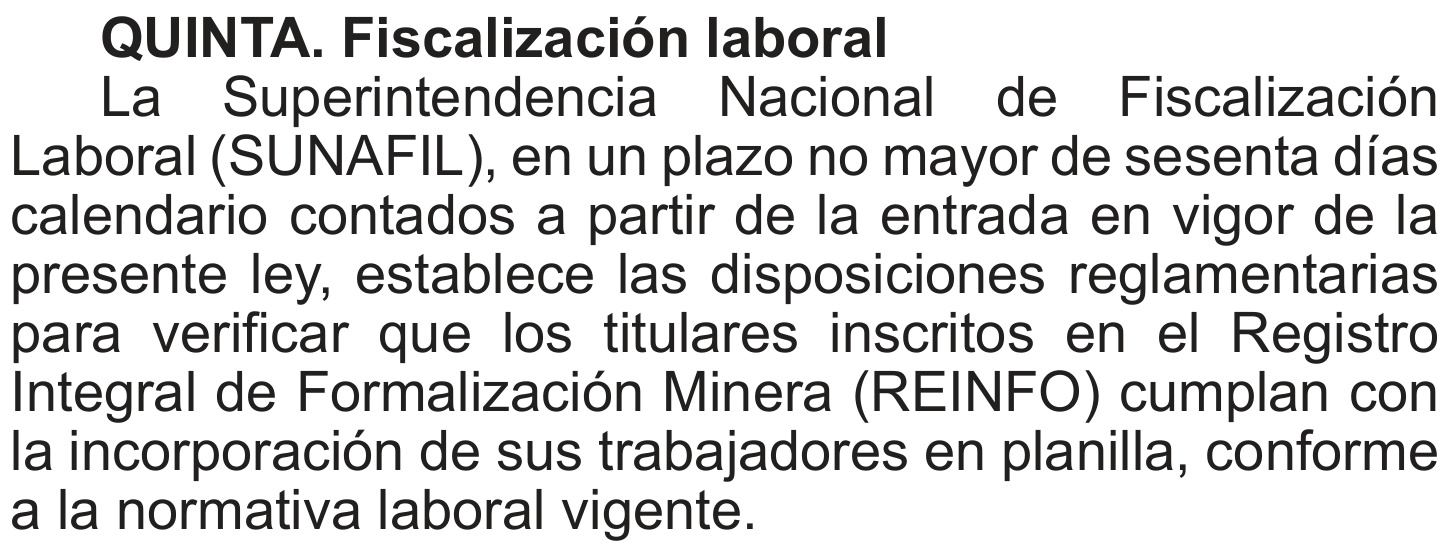 QUINTA. Fiscalización laboral
La Superintendencia Nacional de Fiscalización
Laboral (SUNAFIL), en un plazo no mayor de sesenta días
calendario contados a partir de la entrada en vigor de la
presente ley, establece las disposiciones reglamentarias
para verificar que los titulares inscritos en el Registro
Integral de Formalización Minera (REINFO) cumplan con
la incorporación de sus trabajadores en planilla, conforme
a la normativa laboral vigente.